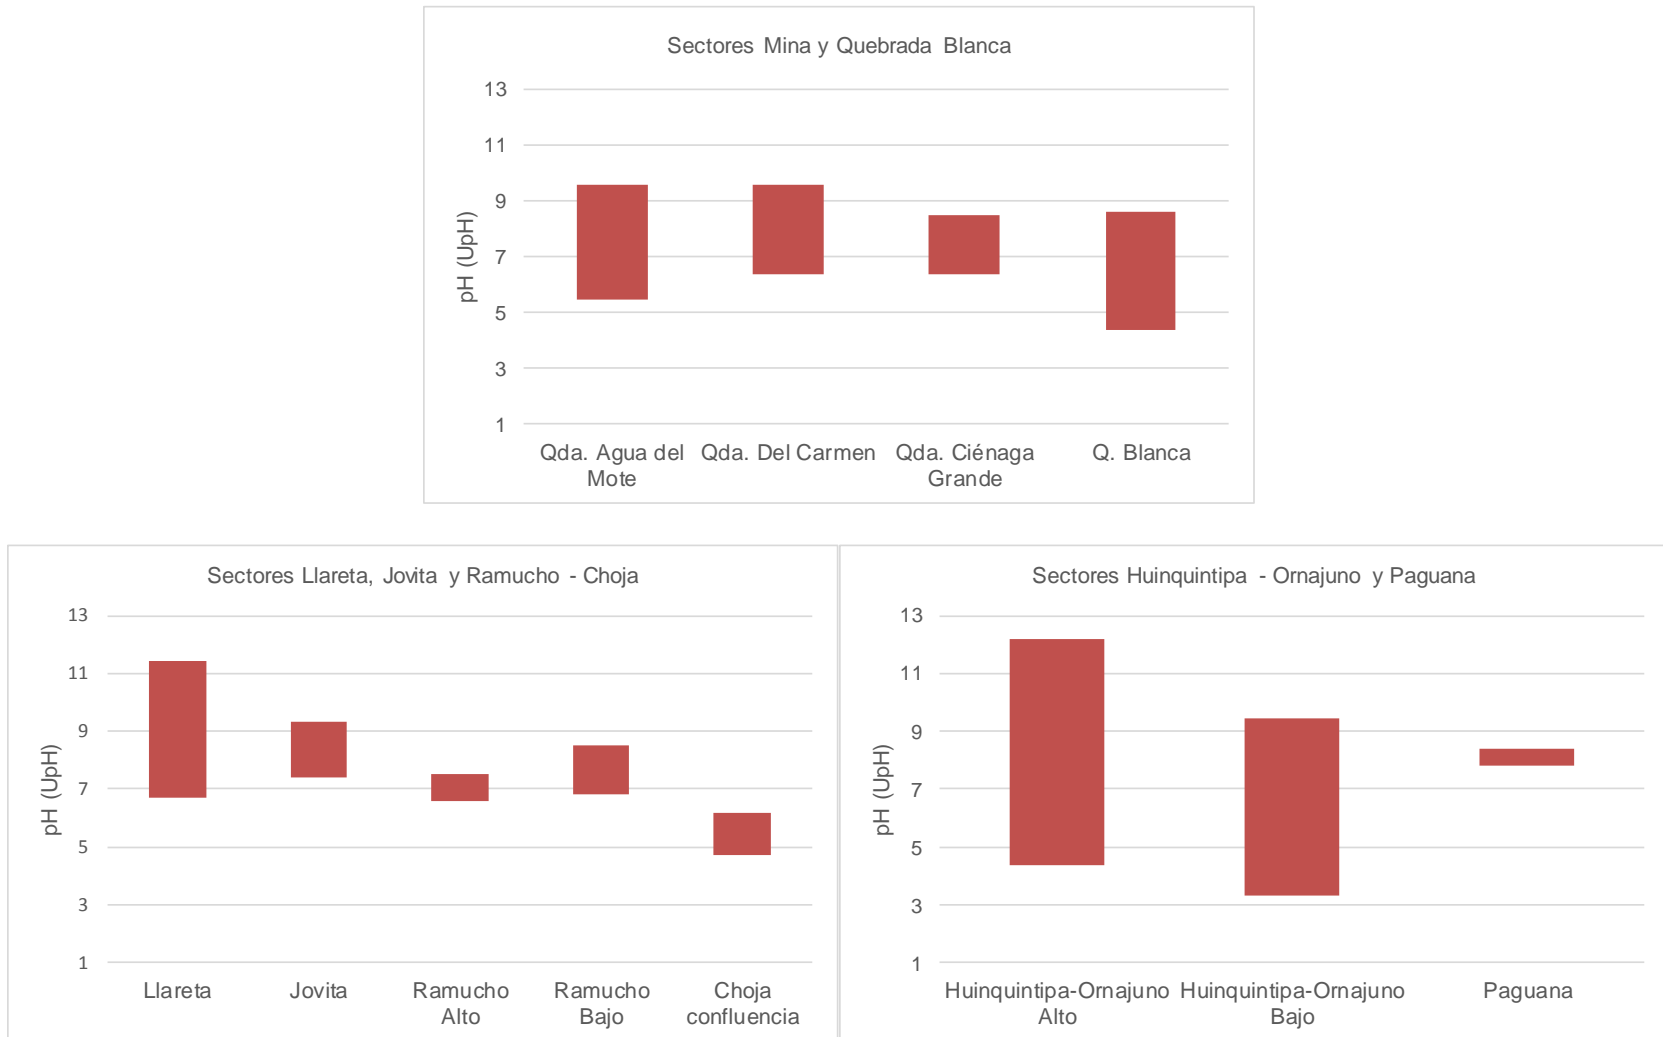 Sectores Mina y Quebrada Blanca
13
11
9
7
5
3
1
pH (UpH)
Qda. Agua del Mote
Qda. Del Carmen
Qda. Ciénaga Grande
Q. Blanca
Sectores Llareta, Jovita y Ramucho - Choja
13
11
9
7
5
3
1
pH (UpH)
Llareta
Jovita
Ramucho Alto
Ramucho Bajo
Choja confluencia
Sectores Huinquintipa - Ornajuno y Paguana
13
11
9
7
5
3
1
pH (UpH)
Huinquintipa-Ornajuno Alto
Huinquintipa-Ornajuno Bajo
Paguana